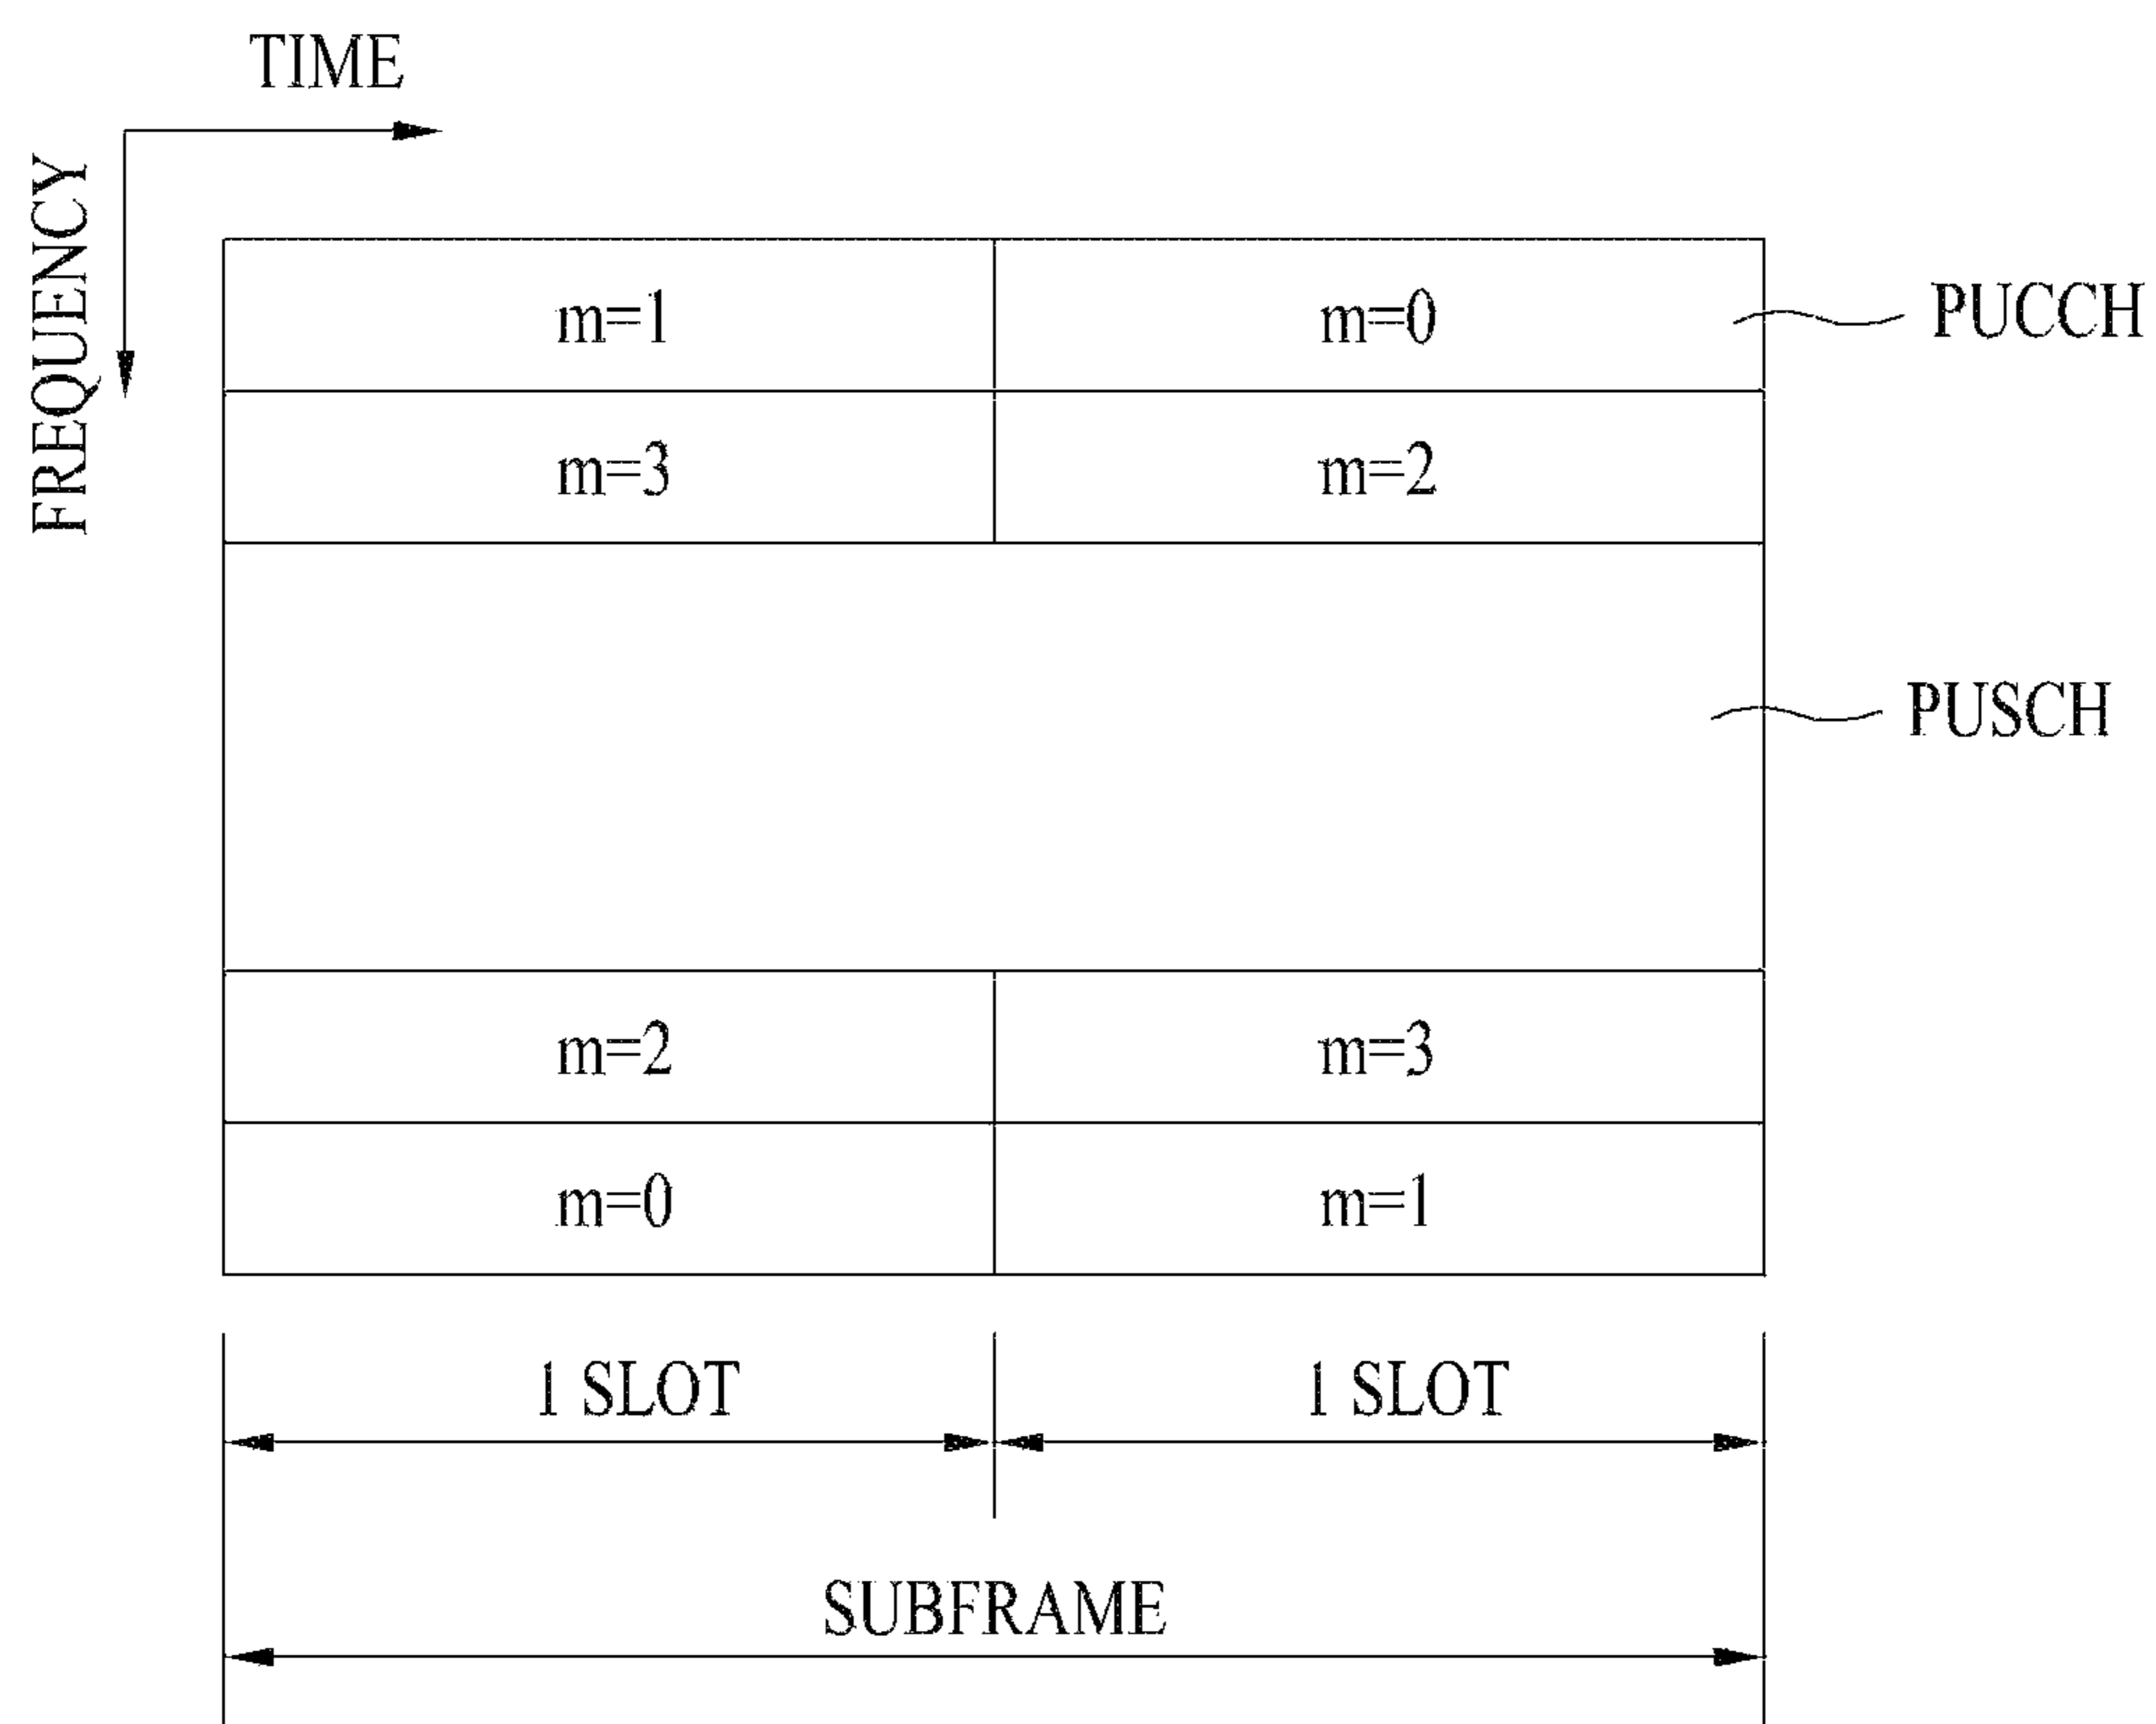 TIME
FREQUENCY
m=1 m=0 PUCCH
m=3 m=2
PUSCH
m=2 m=3
m=0 m=1
1 SLOT 1 SLOT
SUBFRAME